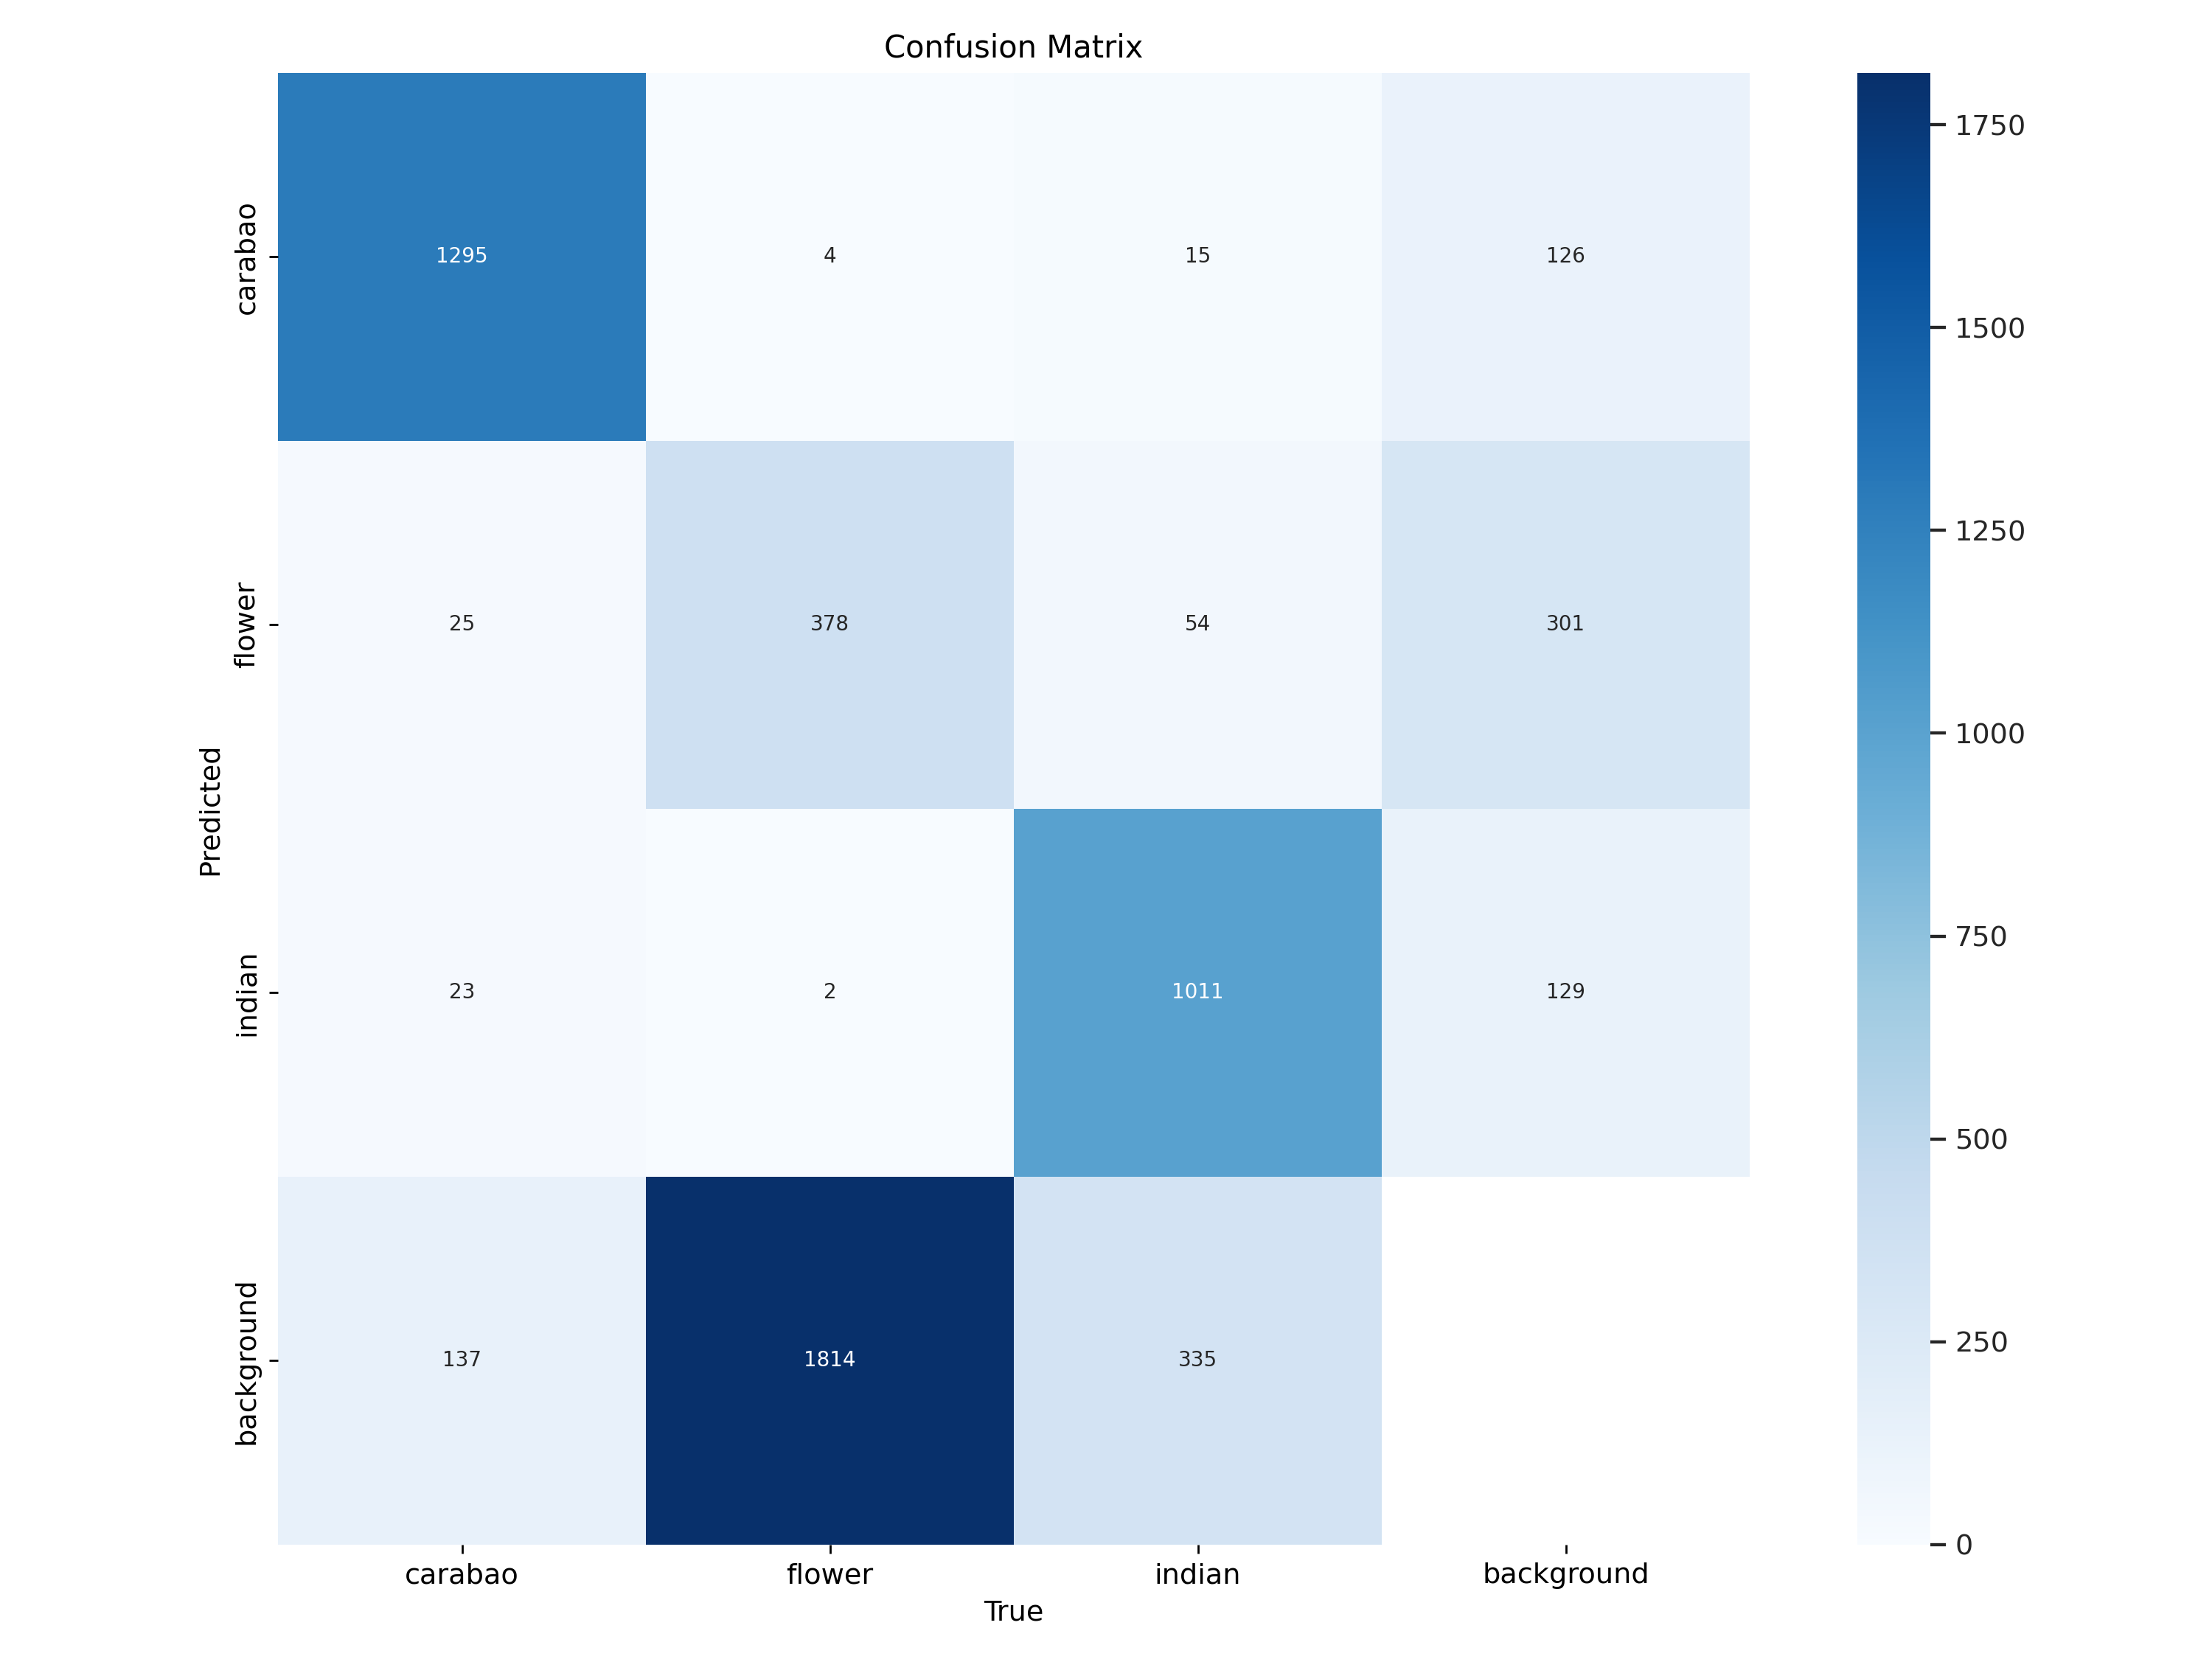 Confusion Matrix
carabao
1295
4
15
126
flower
25
378
54
301
indian
23
2
1011
129
background
137
1814
335
Predicted
carabao
flower
indian
background
True
1750
1500
1250
1000
750
500
250
0